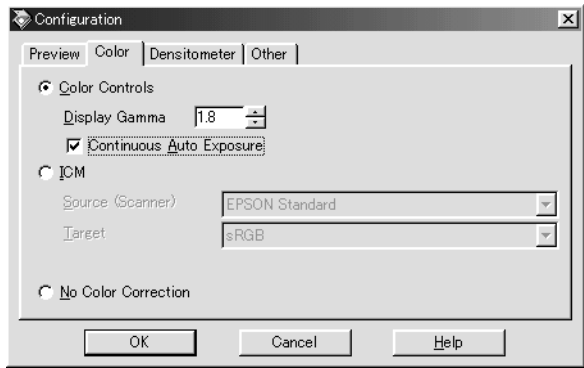 Configuration
Preview Color Densitometer Other
Color Controls
Display Gamma 1.8
Continuous Auto Exposure
ICM
Source (Scanner) EPSON Standard
Target sRGB
No Color Correction
OK Cancel Help